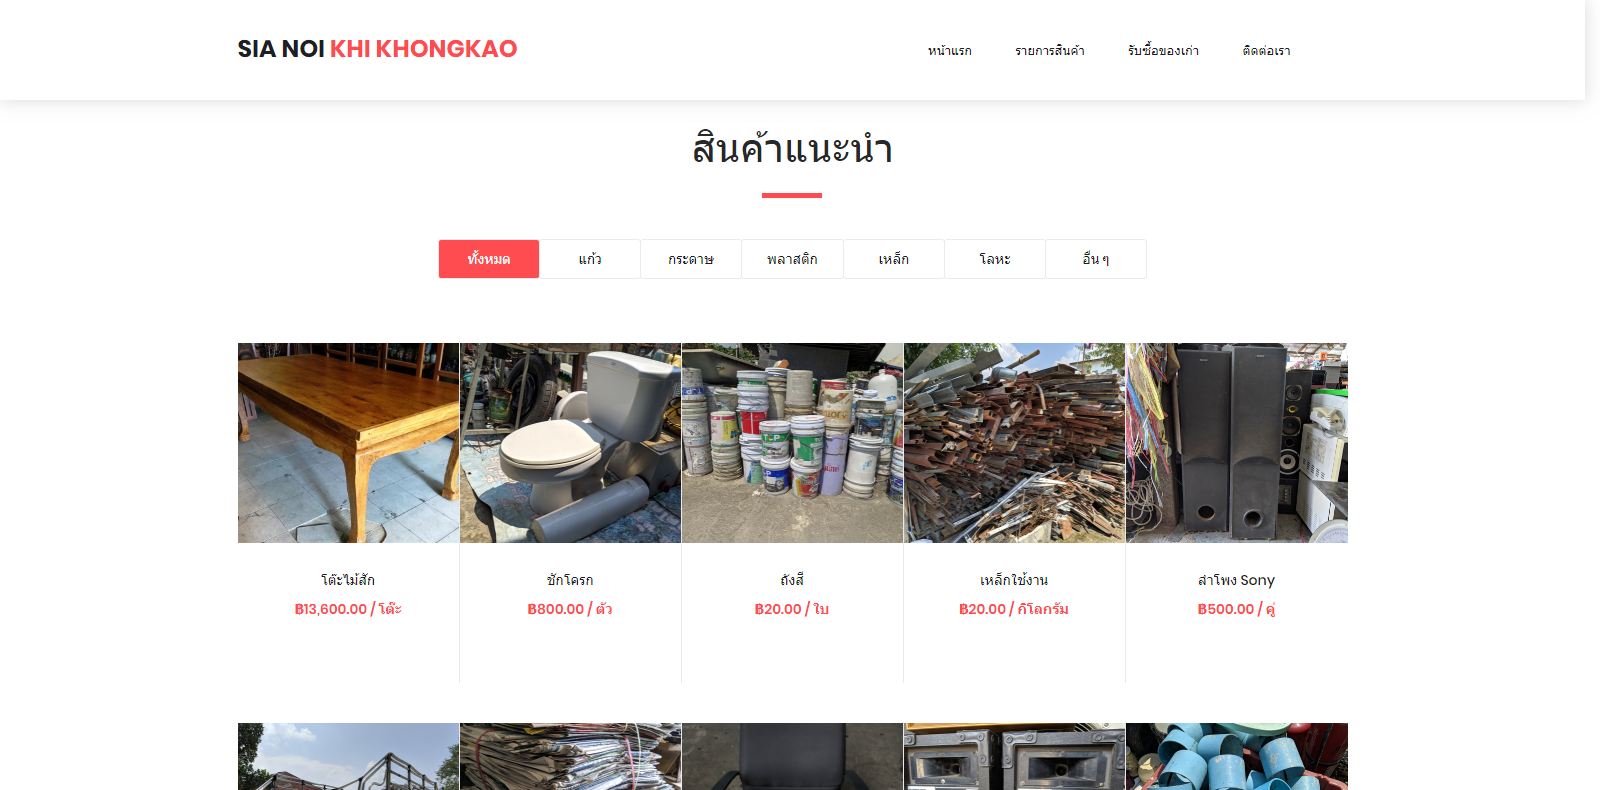 SIA NOI KHI KHONGKAO
หน้าแรก รายการสินค้า รับซื้อของเก่า ติดต่อเรา
สินค้าแนะนำ
ทั้งหมด แก้ว กระดาษ พลาสติก เหล็ก โลหะ อื่น ๆ
โต๊ะไม้สัก
฿13,600.00 / โต๊ะ
ชักโครก
฿800.00 / ตัว
ถังสี
฿20.00 / ใบ
เหล็กใช้งาน
฿20.00 / กิโลกรัม
ลำโพง Sony
฿500.00 / คู่